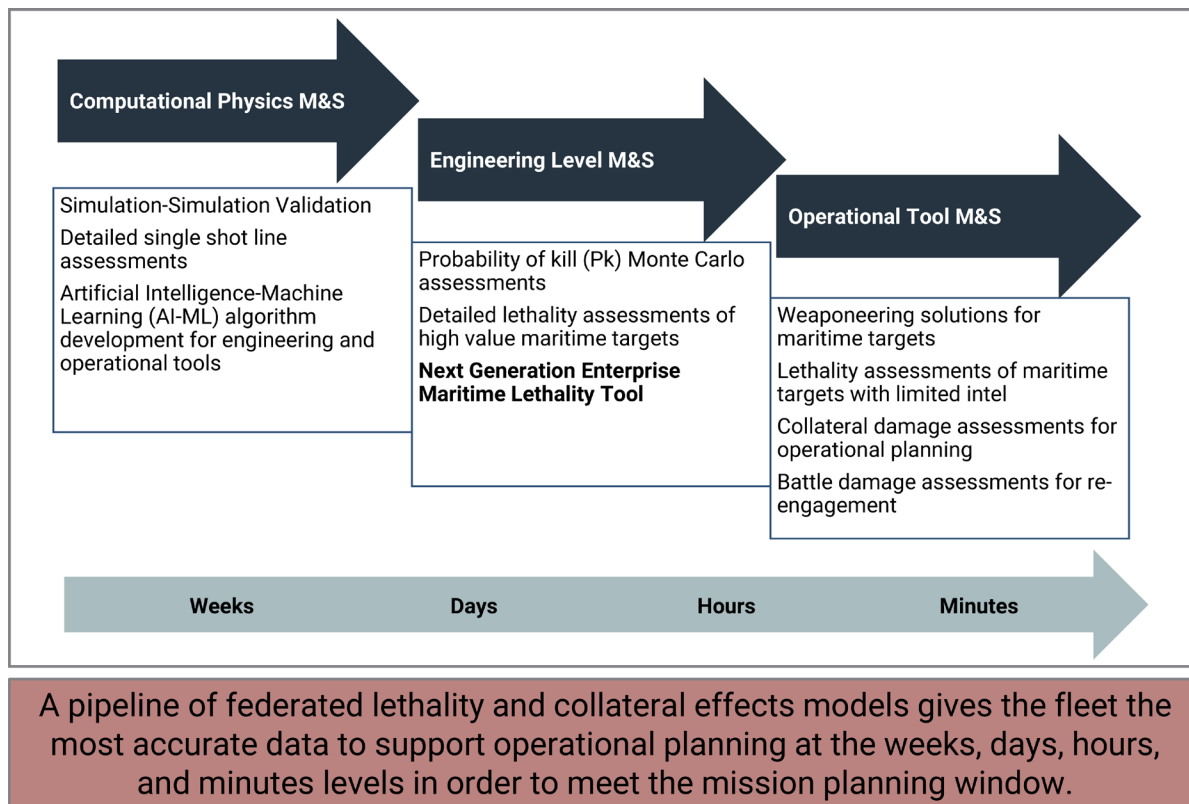 Computational Physics M&S
Simulation-Simulation Validation
Detailed single shot line
assessments
Artificial Intelligence-Machine
Learning (AI-ML) algorithm
development for engineering and
operational tools
Engineering Level M&S
Probability of kill (Pk) Monte Carlo
assessments
Detailed lethality assessments of
high value maritime targets
Next Generation Enterprise
Maritime Lethality Tool
Operational Tool M&S
Weaponeering solutions for
maritime targets
Lethality assessments of maritime
targets with limited intel
Collateral damage assessments for
operational planning
Battle damage assessments for re-
engagement
Weeks Days Hours Minutes
A pipeline of federated lethality and collateral effects models gives the fleet the
most accurate data to support operational planning at the weeks, days, hours,
and minutes levels in order to meet the mission planning window.